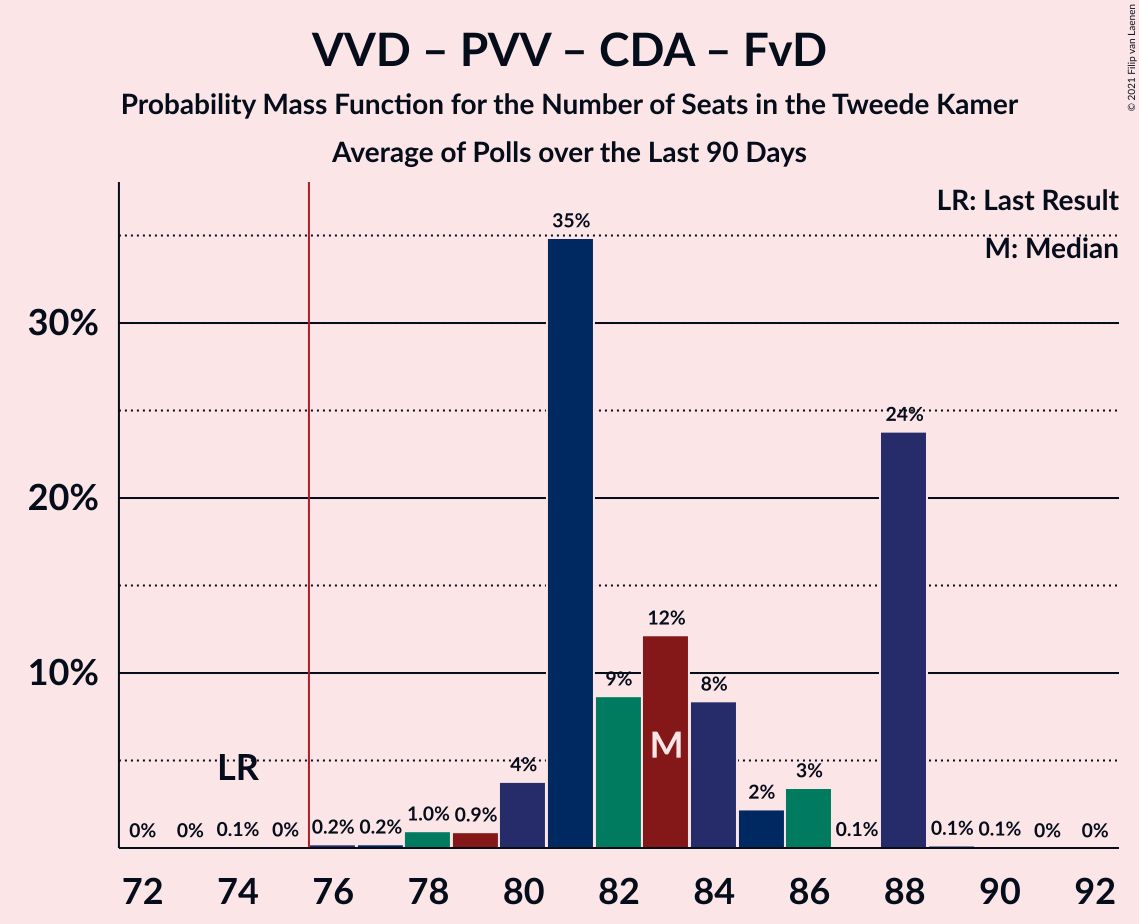 VVD – PVV – CDA – FvD
Probability Mass Function for the Number of Seats in the Tweede Kamer
Average of Polls over the Last 90 Days
© 2021 Filip van Laenen
LR: Last Result
M: Median
30%
20%
10%
0% 0% 0.1% 0% 0.2% 0.2% 1.0% 0.9% 4% 35% 9% 12% 8% 2% 3% 0.1% 24% 0.1% 0.1% 0% 0%
LR
M
72 74 76 78 80 82 84 86 88 90 92